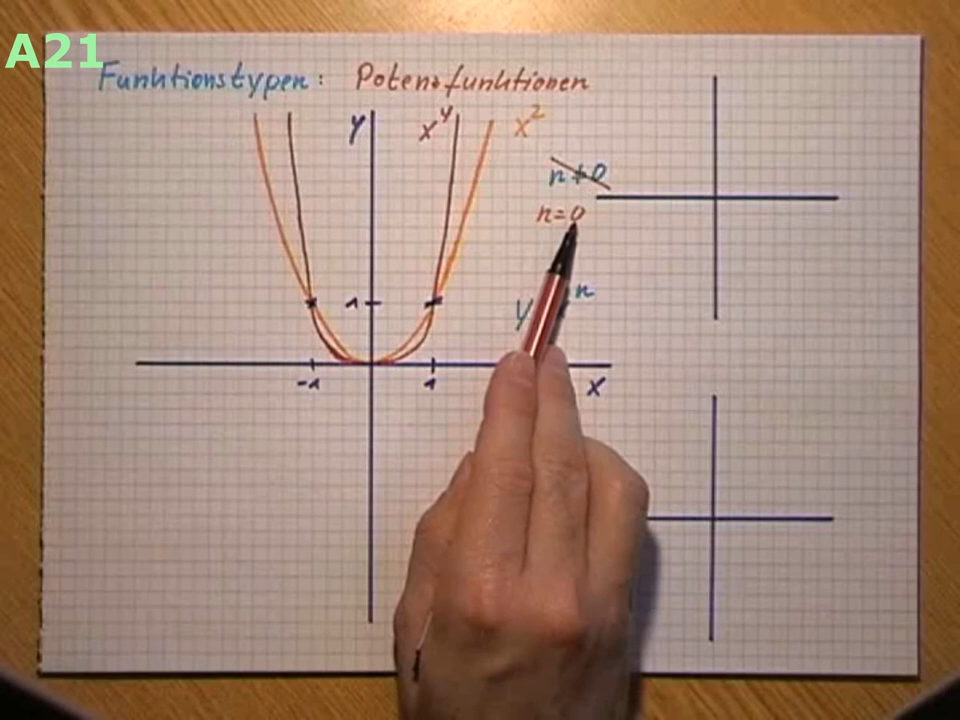 A21
Funktionstypen: Potenzfunktionen
y x⁴ x²
n≠0
n=0
1
y n
-1 1 x